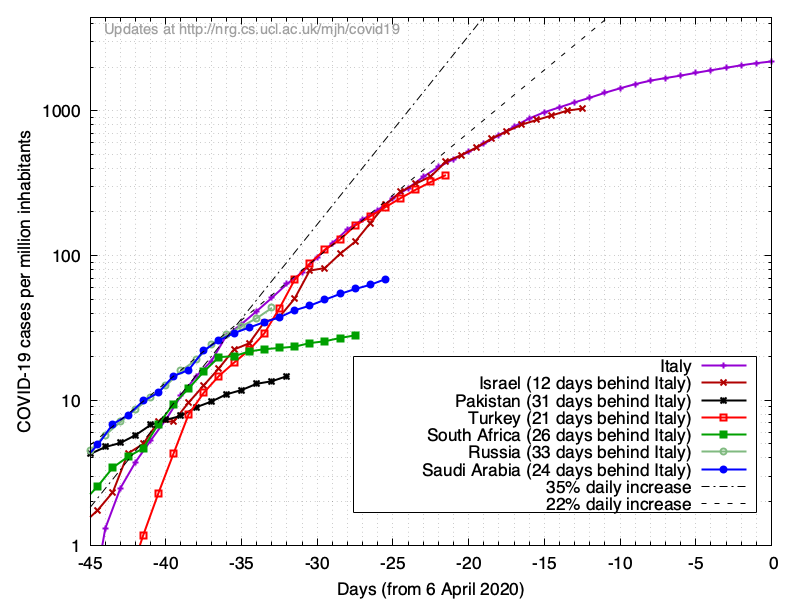 Updates at http://nrg.cs.ucl.ac.uk/mjh/covid19
COVID-19 cases per million inhabitants
1000
100
10
1
Italy
Israel (12 days behind Italy)
Pakistan (31 days behind Italy)
Turkey (21 days behind Italy)
South Africa (26 days behind Italy)
Russia (33 days behind Italy)
Saudi Arabia (24 days behind Italy)
35% daily increase
22% daily increase
-45 -40 -35 -30 -25 -20 -15 -10 -5 0
Days (from 6 April 2020)